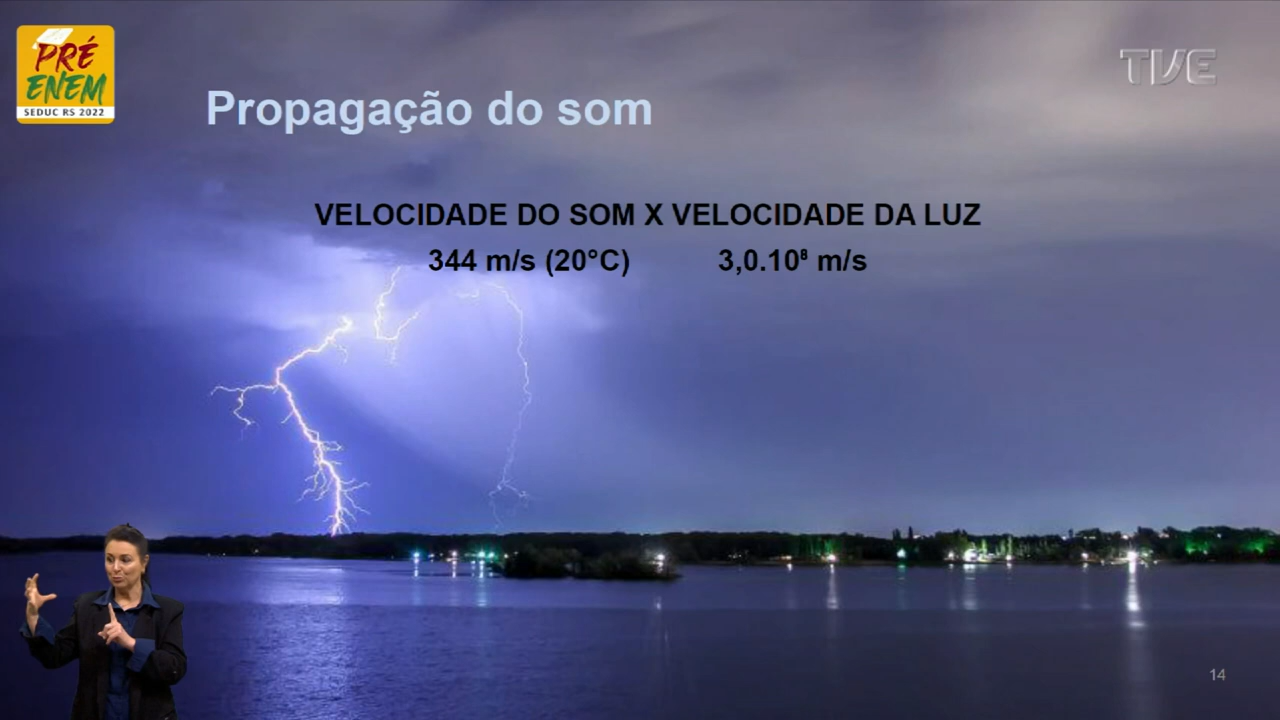 PRÉ
ENEM
SEDUC RS 2022
TVE
Propagação do som
VELOCIDADE DO SOM X VELOCIDADE DA LUZ
344 m/s (20°C) 3,0.10⁸ m/s
14